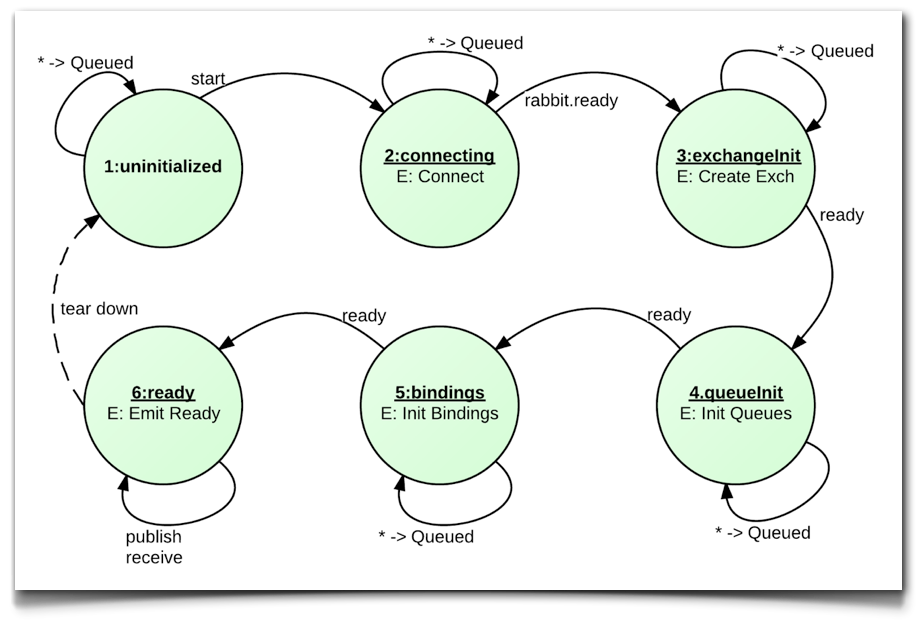 * -> Queued
start
* -> Queued
rabbit.ready
* -> Queued
1:uninitialized
2:connecting
E: Connect
3:exchangeInit
E: Create Exch
ready
tear down
ready
ready
6:ready
E: Emit Ready
5:bindings
E: Init Bindings
4.queueInit
E: Init Queues
publish
receive
* -> Queued
* -> Queued